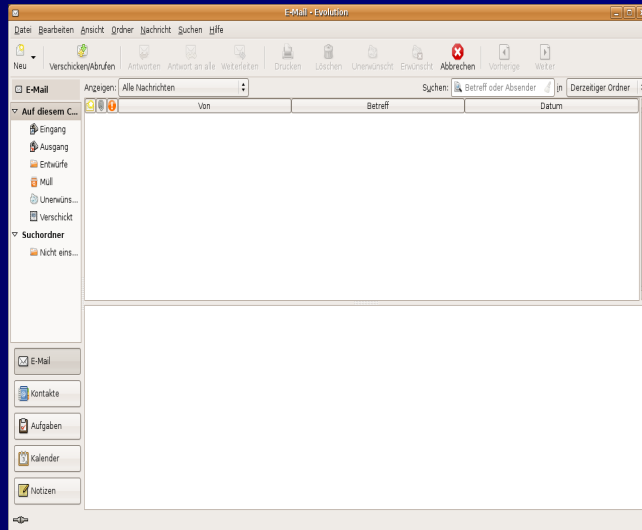 E-Mail - Evolution
Datei Bearbeiten Ansicht Ordner Nachricht Suchen Hilfe
Neu Verschicken/Abrufen Antworten Antwort an alle Weiterleiten Drucken Löschen Unerwünscht Erwünscht Abbrechen Vorherige Weiter
E-Mail Anzeigen: Alle Nachrichten Suchen: Betreff oder Absender in Derzeitiger Ordner
Von Betreff Datum
Auf diesem C...
Eingang
Ausgang
Entwürfe
Müll
Unerwüns...
Verschickt
Suchordner
Nicht eins...
E-Mail
Kontakte
Aufgaben
Kalender
Notizen